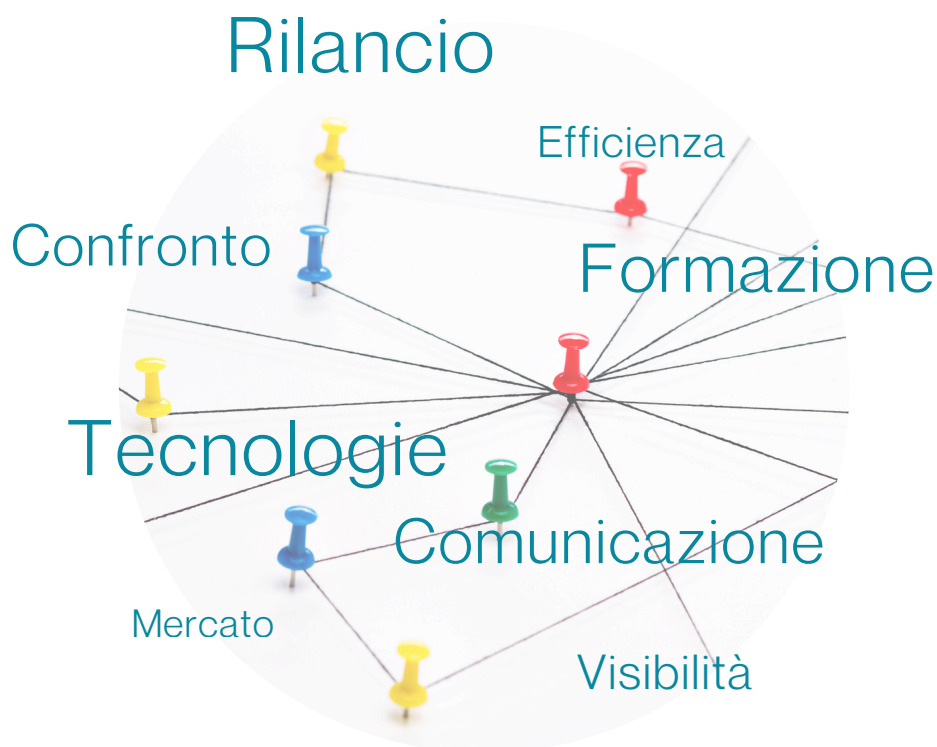 Rilancio
Efficienza
Confronto
Formazione
Tecnologie
Comunicazione
Mercato
Visibilità